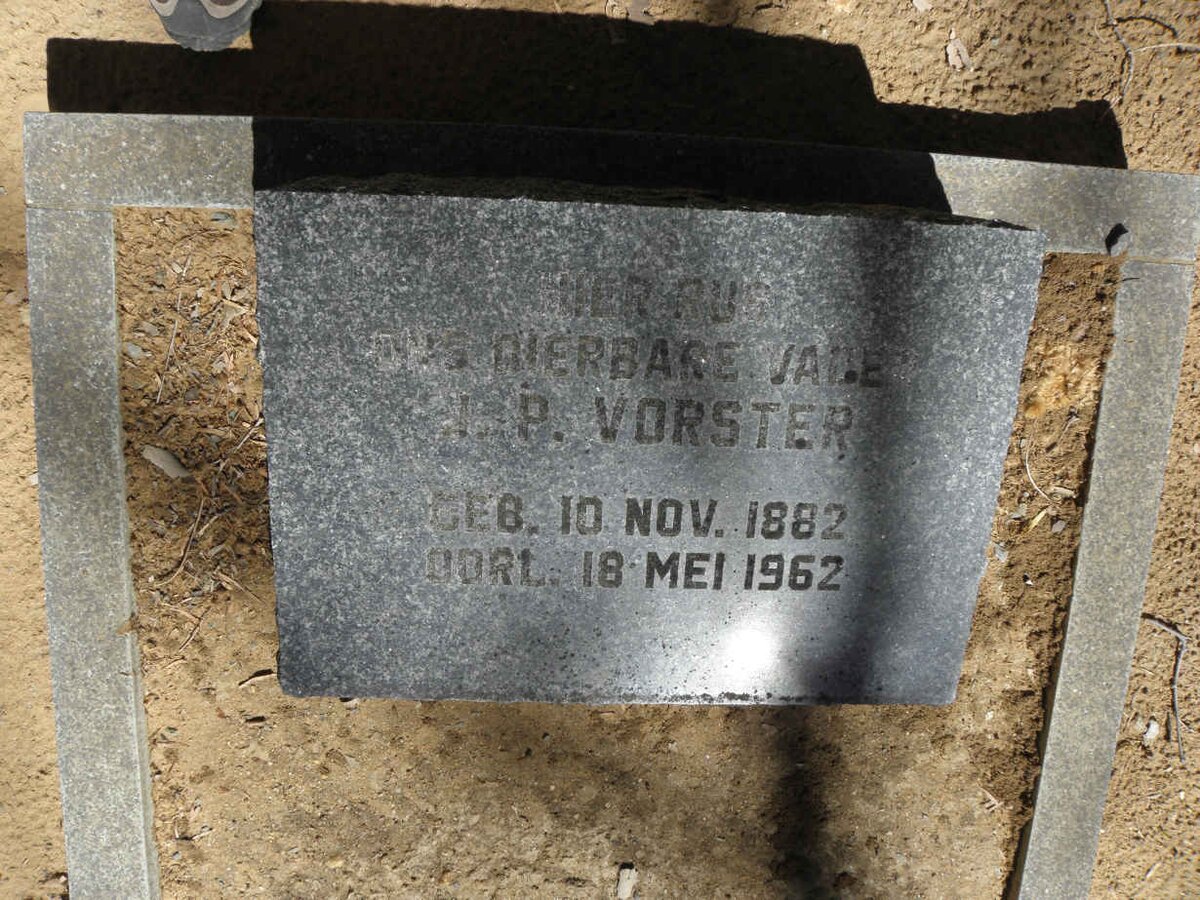 HIER RUS
ONS DIERBARE VADER
J. P. VORSTER
GEB. 10 NOV. 1882
OORL. 18 MEI 1962